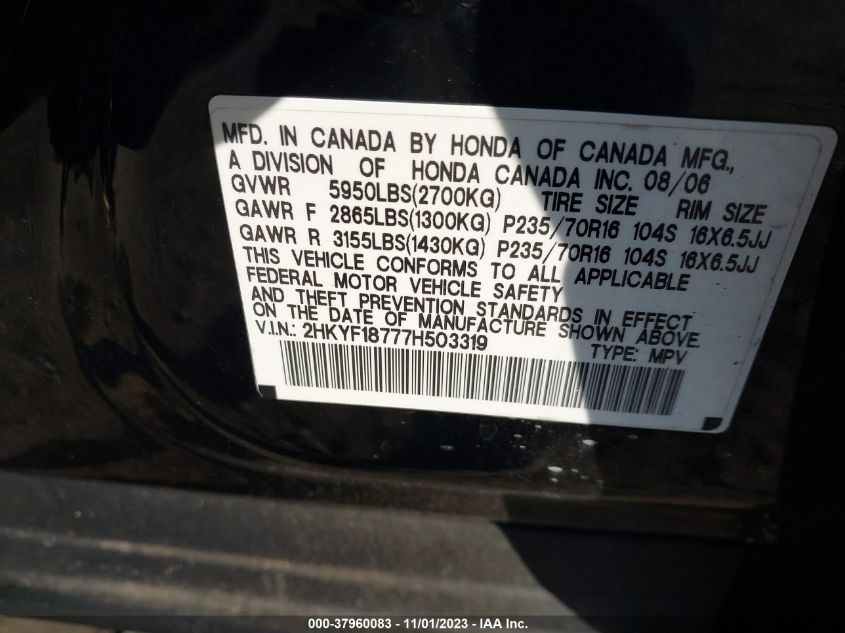 MFD. IN CANADA BY HONDA OF CANADA MFG.,
A DIVISION OF HONDA CANADA INC. 08/06
GVWR 5950LBS(2700KG) TIRE SIZE RIM SIZE
GAWR F 2865LBS(1300KG) P235/70R16 104S 16X6.5JJ
GAWR R 3155LBS(1430KG) P235/70R16 104S 16X6.5JJ
THIS VEHICLE CONFORMS TO ALL APPLICABLE
FEDERAL MOTOR VEHICLE SAFETY
AND THEFT PREVENTION STANDARDS IN EFFECT
ON THE DATE OF MANUFACTURE SHOWN ABOVE.
V.I.N.: 2HKYF18777H503319 TYPE: MPV
000-37960083 - 11/01/2023 - IAA Inc.